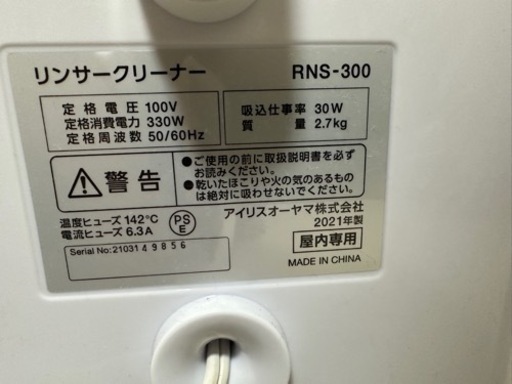 リンサークリーナー RNS-300
定格電圧 100V
定格消費電力 330W
定格周波数 50/60Hz
吸込仕事率 30W
質量 2.7kg
警告
●ご使用の前に取扱説明書を必ず
お読みください。
●乾いたほこりや火の気のあるもの
は絶対に吸わせないでください。
温度ヒューズ 142℃
電流ヒューズ 6.3A
PS
E
アイリスオーヤマ株式会社
2021年製
屋内専用
Serial No:210314 9856
MADE IN CHINA